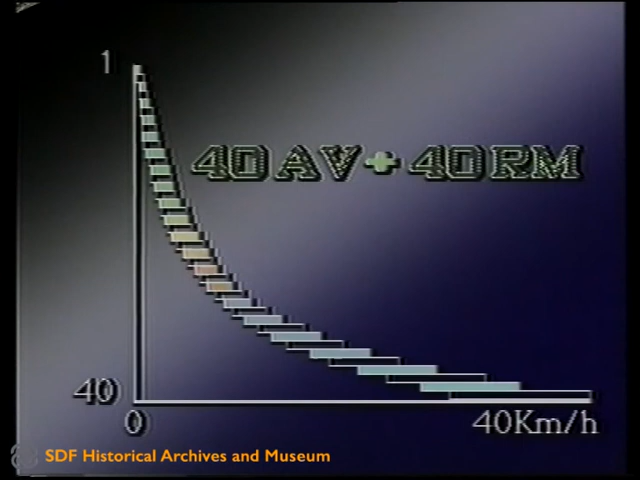 1
40 AV + 40 RM
40
0
40Km/h
SDF Historical Archives and Museum